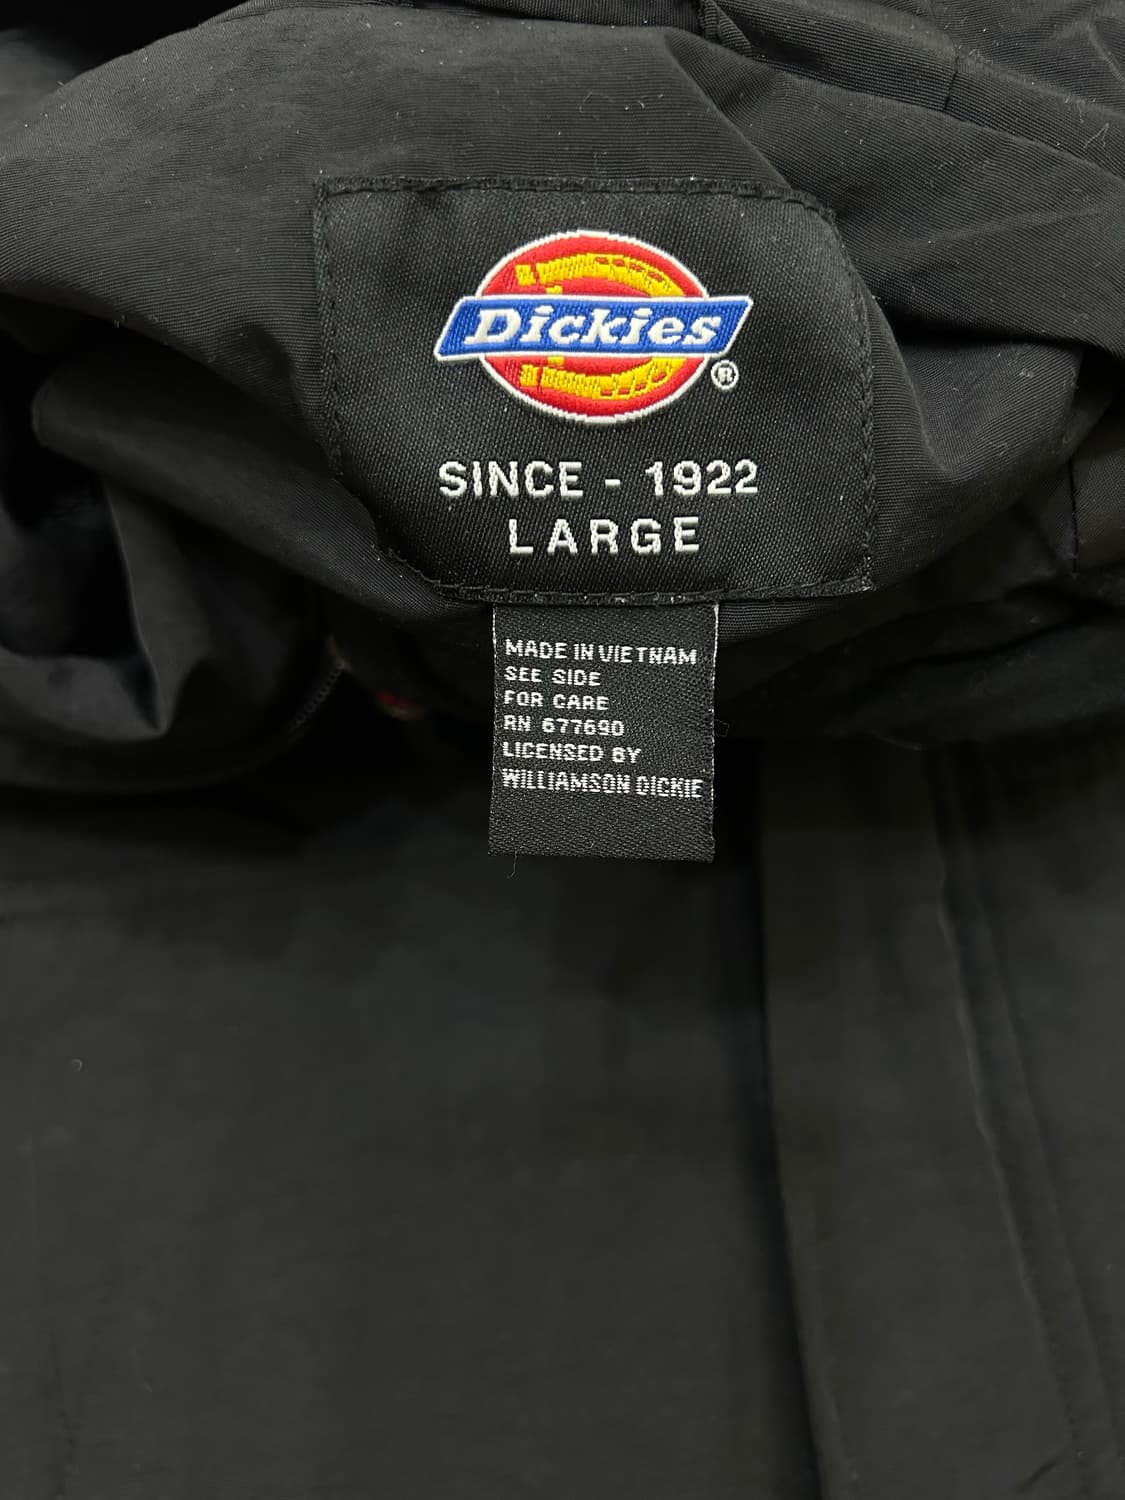 Dickies®
SINCE - 1922
LARGE
MADE IN VIETNAM
SEE SIDE
FOR CARE
RN 677690
LICENSED BY
WILLIAMSON DICKIE